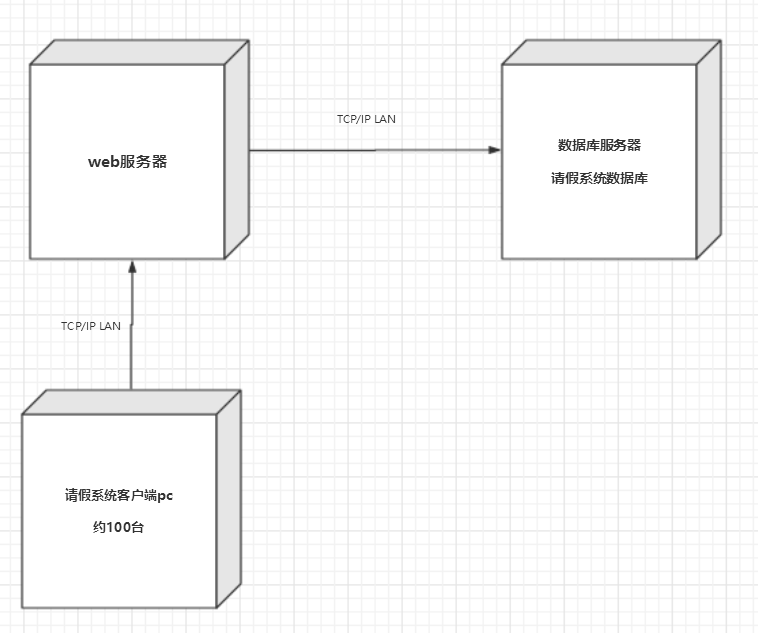 TCP/IP LAN
web服务器
数据库服务器
请假系统数据库
TCP/IP LAN
请假系统客户端pc
约100台